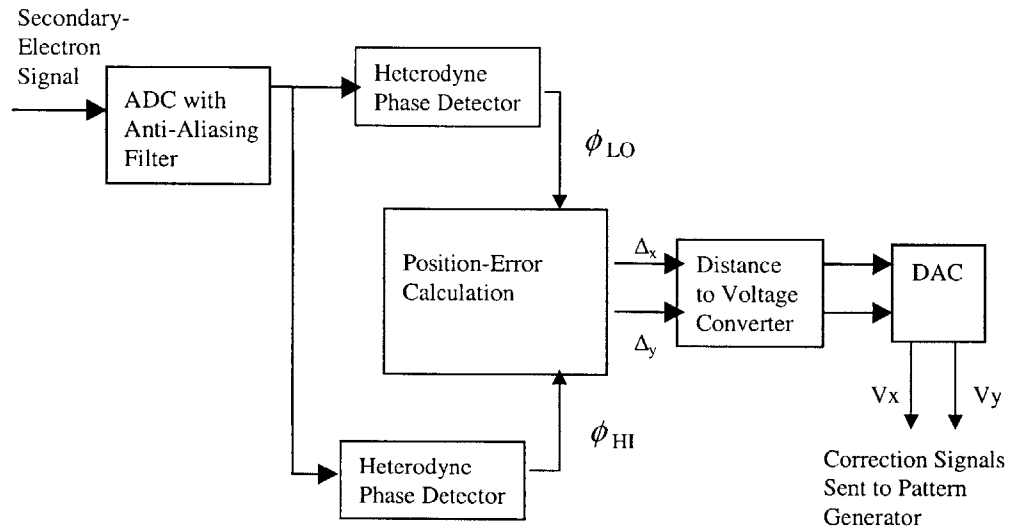 Secondary-
Electron
Signal
ADC with
Anti-Aliasing
Filter
Heterodyne
Phase Detector
ϕLO
Position-Error
Calculation
Δx
Δy
Distance
to Voltage
Converter
DAC
Vx
Vy
ϕHI
Heterodyne
Phase Detector
Correction Signals
Sent to Pattern
Generator